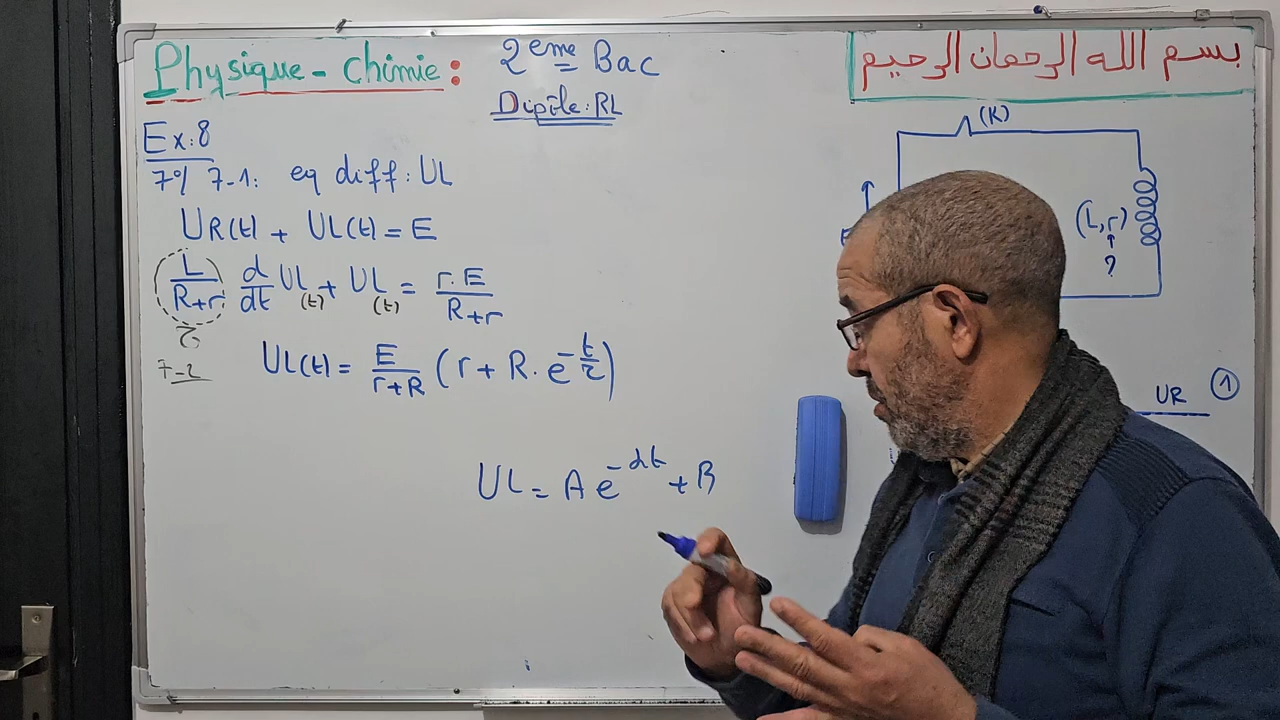 Physique - chimie:
2eme Bac
Dipôle: RL
بسم الله الرحمان الرحيم
Ex: 8
7°/ 7-1: eq diff: UL
UR(t) + UL(t) = E
L/(R+r) d/dt UL(t) + UL(t) = r.E/(R+r)
τ
7-2
UL(t) = E/(r+R) (r + R. e^-t/τ)
UL = A e^-αt + B
(K)
(L,r)
?
UR ①